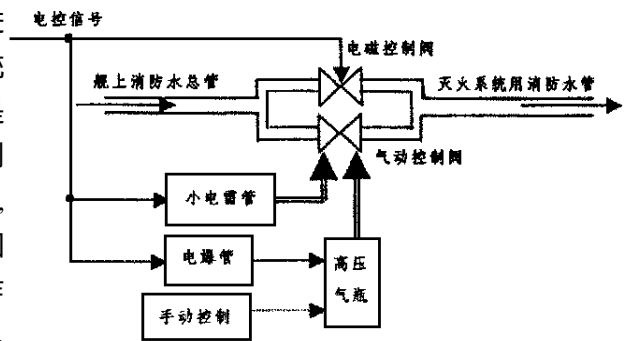 电控信号
电磁控制阀
舰上消防水总管
灭火系统用消防水管
气动控制阀
小电雷管
电爆管
高压
气瓶
手动控制